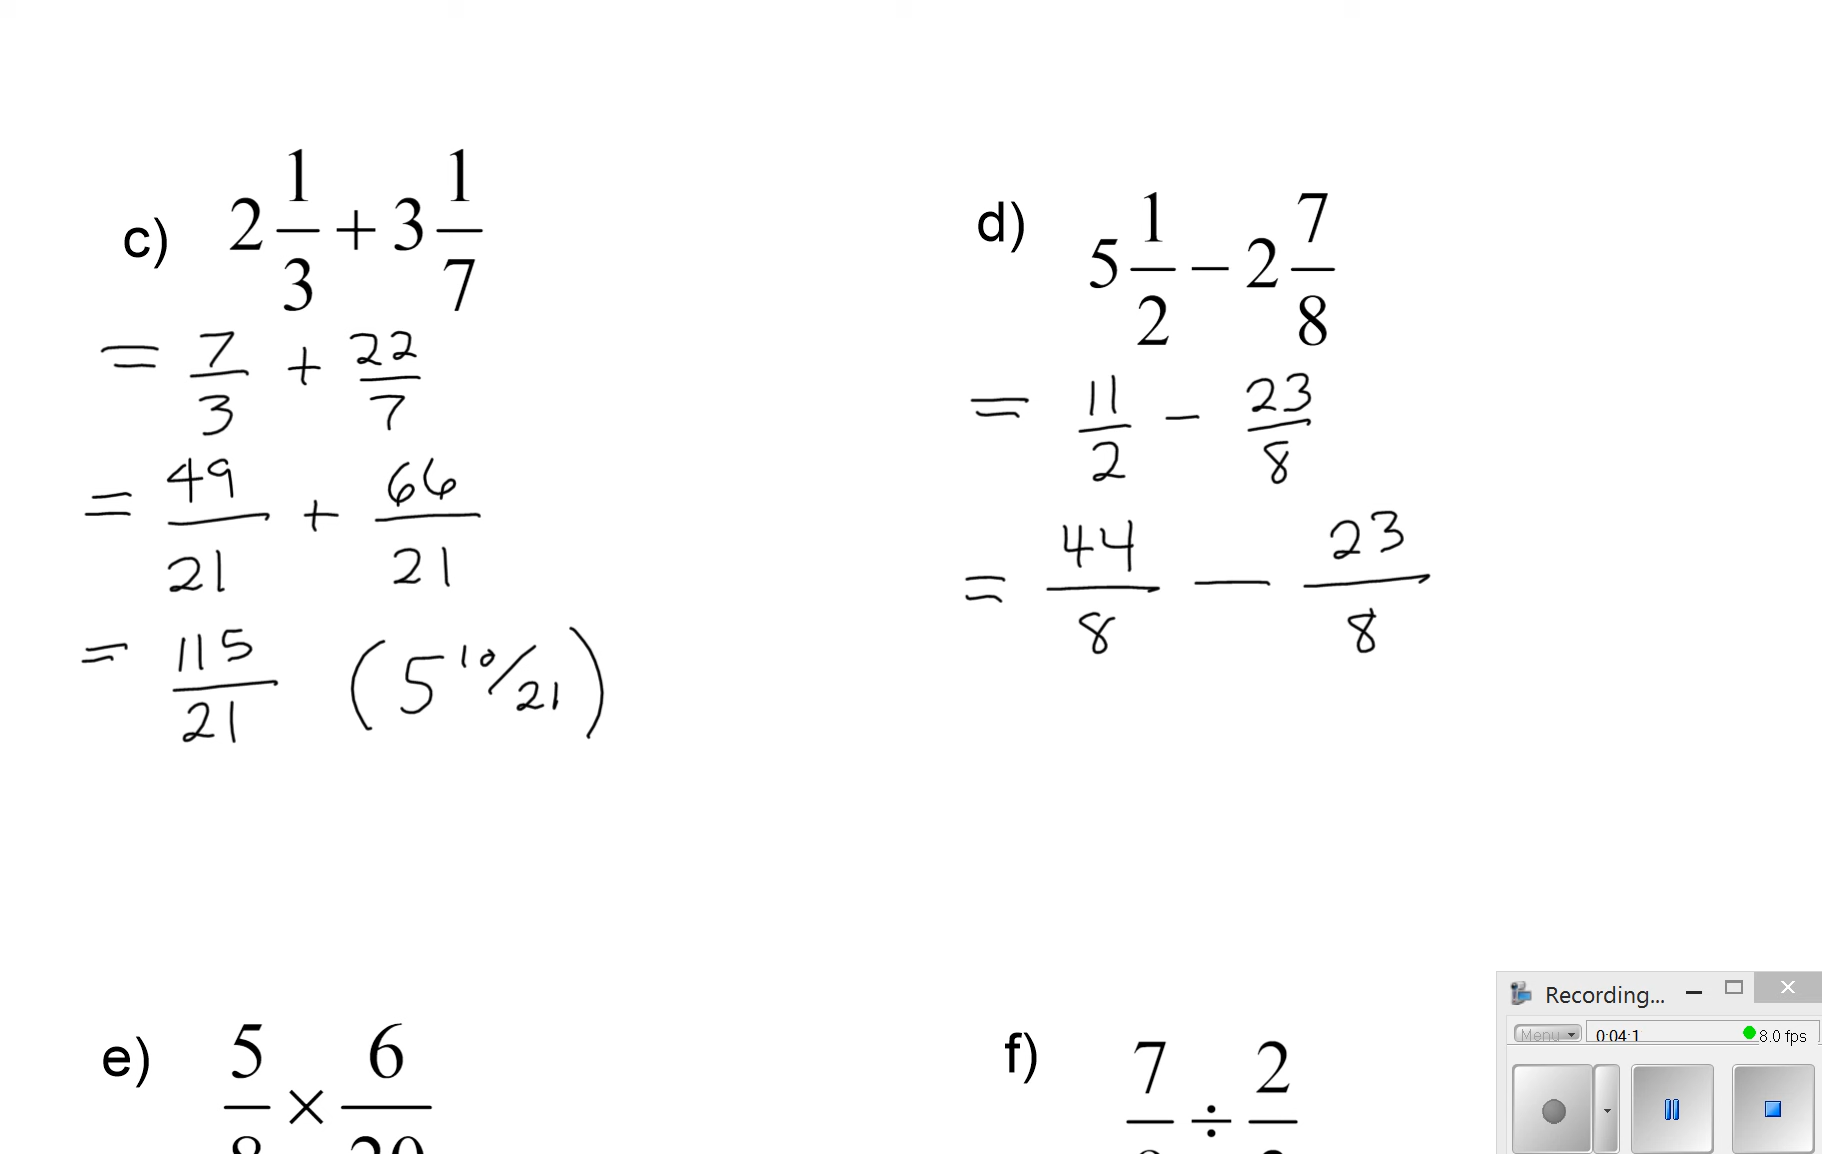 c) 2 1/3 + 3 1/7
= 7/3 + 22/7
= 49/21 + 66/21
= 115/21 (5 10/21)
d) 5 1/2 − 2 7/8
= 11/2 - 23/8
= 44/8 - 23/8
e) 5/8 × 6/20
f) 7 ÷ 2
Recording...
Menu 0:04:1 8.0 fps